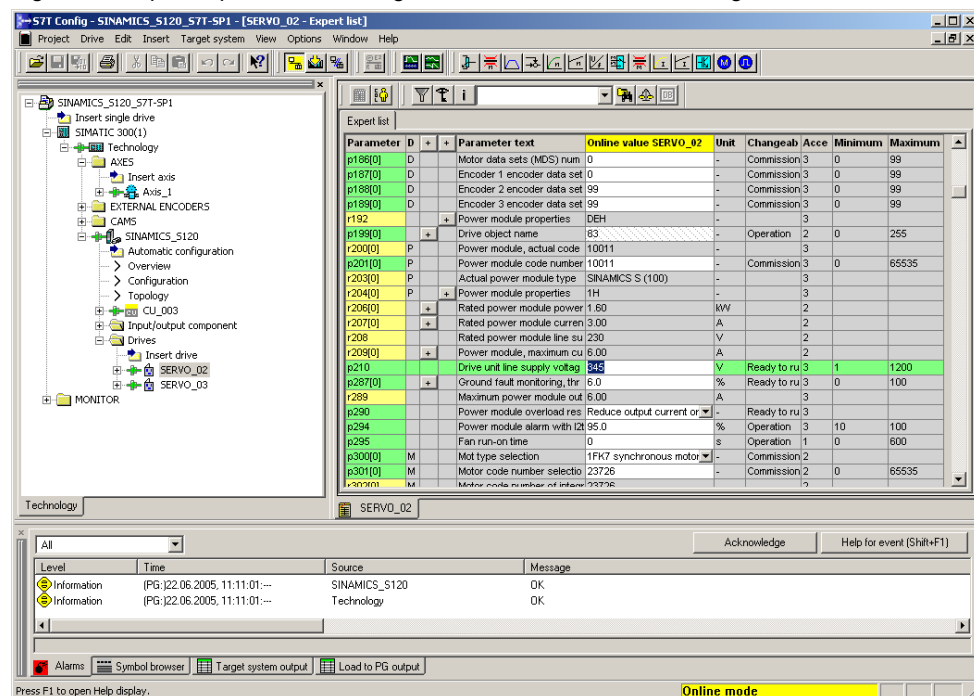 S7T Config - SINAMICS_S120_S7T-SP1 - [SERVO_02 - Expert list]
Project Drive Edit Insert Target system View Options Window Help
SINAMICS_S120_S7T-SP1
Insert single drive
SIMATIC 300(1)
Technology
AXES
Insert axis
Axis_1
EXTERNAL ENCODERS
CAMS
SINAMICS_S120
Automatic configuration
Overview
Configuration
Topology
CU_003
Input/output component
Drives
Insert drive
SERVO_02
SERVO_03
MONITOR
Technology
Expert list
Parameter D + + Parameter text Online value SERVO_02 Unit Changeab Acce Minimum Maximum
p186[0] D Motor data sets (MDS) num 0 - Commission 3 0 99
p187[0] D Encoder 1 encoder data set 0 - Commission 3 0 99
p188[0] D Encoder 2 encoder data set 99 - Commission 3 0 99
p189[0] D Encoder 3 encoder data set 99 - Commission 3 0 99
r192 + Power module properties DEH - 3
p199[0] + Drive object name 83 - Operation 2 0 255
r200[0] P Power module, actual code 10011 - 3
p201[0] P Power module code number 10011 - Commission 3 0 65535
r203[0] P Actual power module type SINAMICS S (100) - 3
r204[0] P + Power module properties 1H - 3
r206[0] + Rated power module power 1.60 kW 2
r207[0] + Rated power module curren 3.00 A 2
r208 Rated power module line su 230 V 2
r209[0] + Power module, maximum cu 6.00 A 2
p210 Drive unit line supply voltag 345 V Ready to ru 3 1 1200
p287[0] + Ground fault monitoring, thr 6.0 % Ready to ru 3 0 100
r289 Maximum power module out 6.00 A 3
p290 Power module overload res Reduce output current or - Ready to ru 3
p294 Power module alarm with I2t 95.0 % Operation 3 10 100
p295 Fan run-on time 0 s Operation 1 0 600
p300[0] M Mot type selection 1FK7 synchronous motor - Commission 2
p301[0] M Motor code number selectio 23726 Commission 2 0 65535
r302[0] M Motor code number of integr 23726 2
SERVO_02
All
Acknowledge Help for event (Shift+F1)
Level Time Source Message
Information (PG:)22.06.2005, 11:11:01:--- SINAMICS_S120 OK
Information (PG:)22.06.2005, 11:11:01:--- Technology OK
Alarms Symbol browser Target system output Load to PG output
Press F1 to open Help display. Online mode